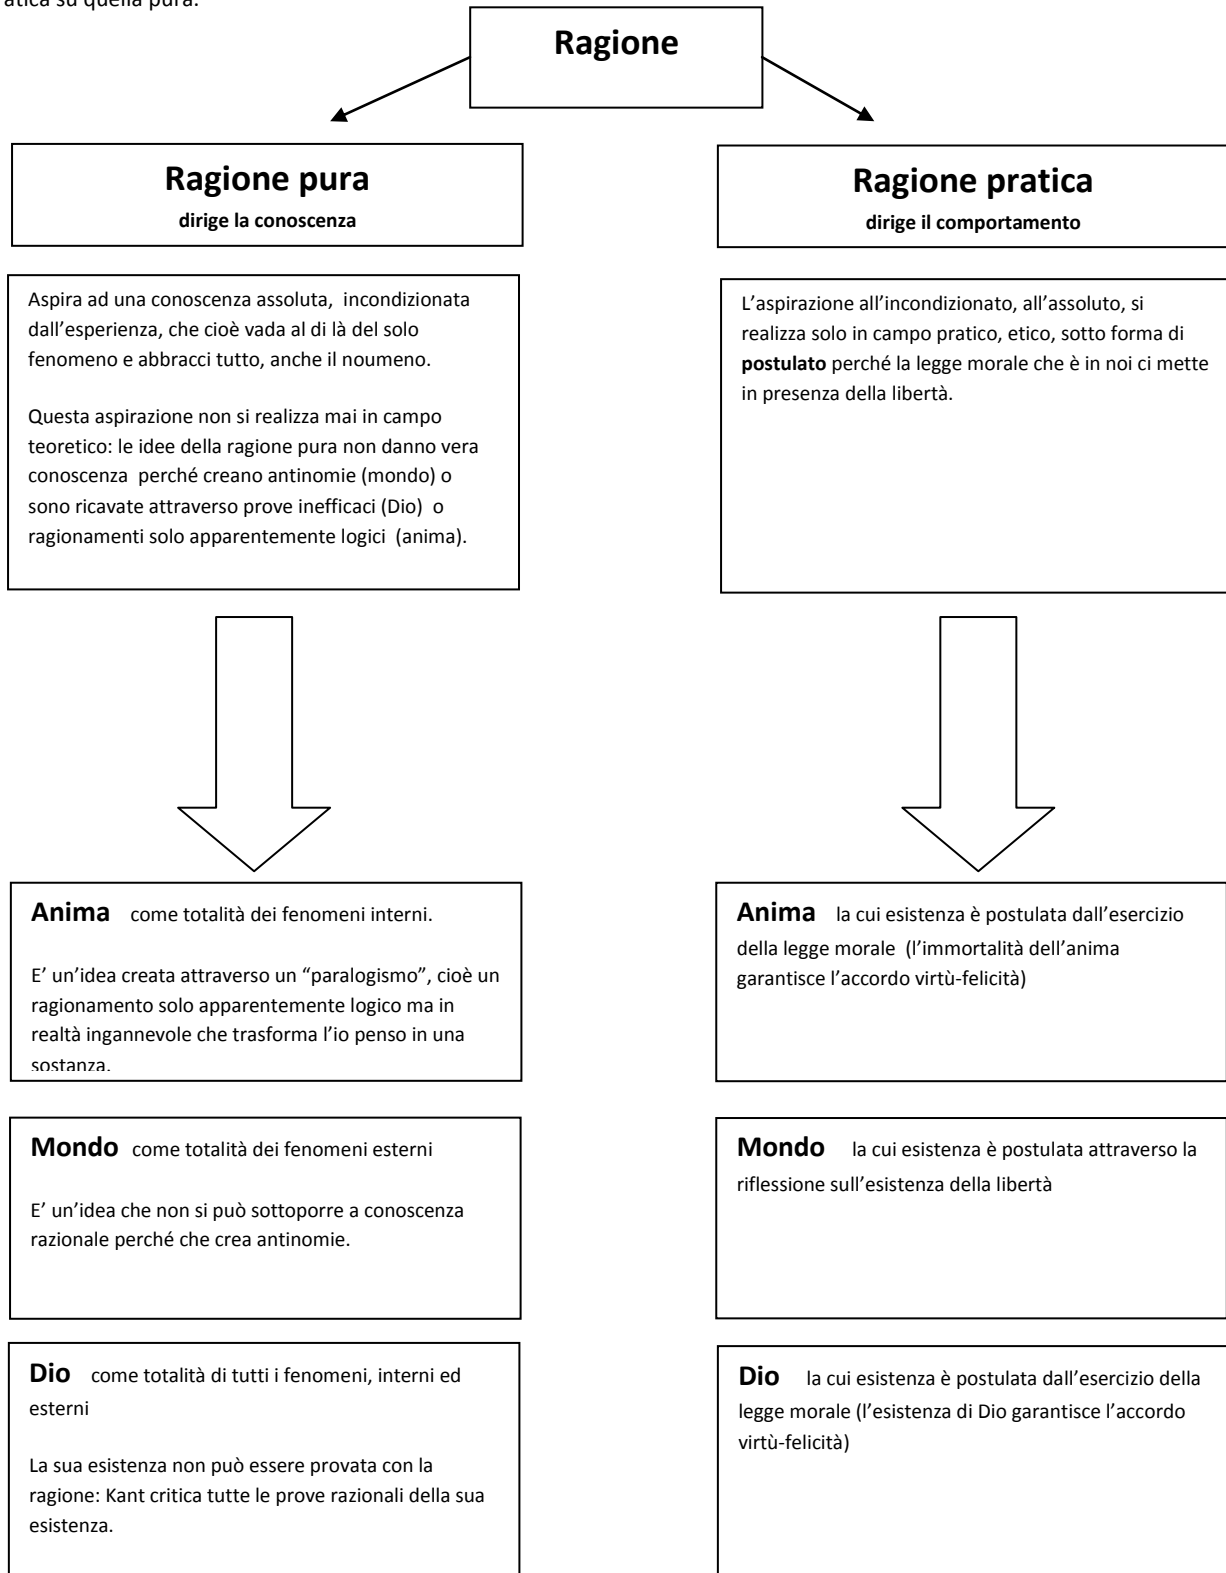 su quella pura.
Ragione
Ragione pura
dirige la conoscenza
Ragione pratica
dirige il comportamento
Aspira ad una conoscenza assoluta, incondizionata
dall’esperienza, che cioè vada al di là del solo
fenomeno e abbracci tutto, anche il noumeno.
Questa aspirazione non si realizza mai in campo
teoretico: le idee della ragione pura non danno vera
conoscenza perché creano antinomie (mondo) o
sono ricavate attraverso prove inefficaci (Dio) o
ragionamenti solo apparentemente logici (anima).
L’aspirazione all’incondizionato, all’assoluto, si
realizza solo in campo pratico, etico, sotto forma di
postulato perché la legge morale che è in noi ci mette
in presenza della libertà.
Anima come totalità dei fenomeni interni.
E’ un’idea creata attraverso un “paralogismo”, cioè un
ragionamento solo apparentemente logico ma in
realtà ingannevole che trasforma l’io penso in una
sostanza.
Anima la cui esistenza è postulata dall’esercizio
della legge morale (l’immortalità dell’anima
garantisce l’accordo virtù-felicità)
Mondo come totalità dei fenomeni esterni
E’ un’idea che non si può sottoporre a conoscenza
razionale perché che crea antinomie.
Mondo la cui esistenza è postulata attraverso la
riflessione sull’esistenza della libertà
Dio come totalità di tutti i fenomeni, interni ed
esterni
La sua esistenza non può essere provata con la
ragione: Kant critica tutte le prove razionali della sua
esistenza.
Dio la cui esistenza è postulata dall’esercizio della
legge morale (l’esistenza di Dio garantisce l’accordo
virtù-felicità)